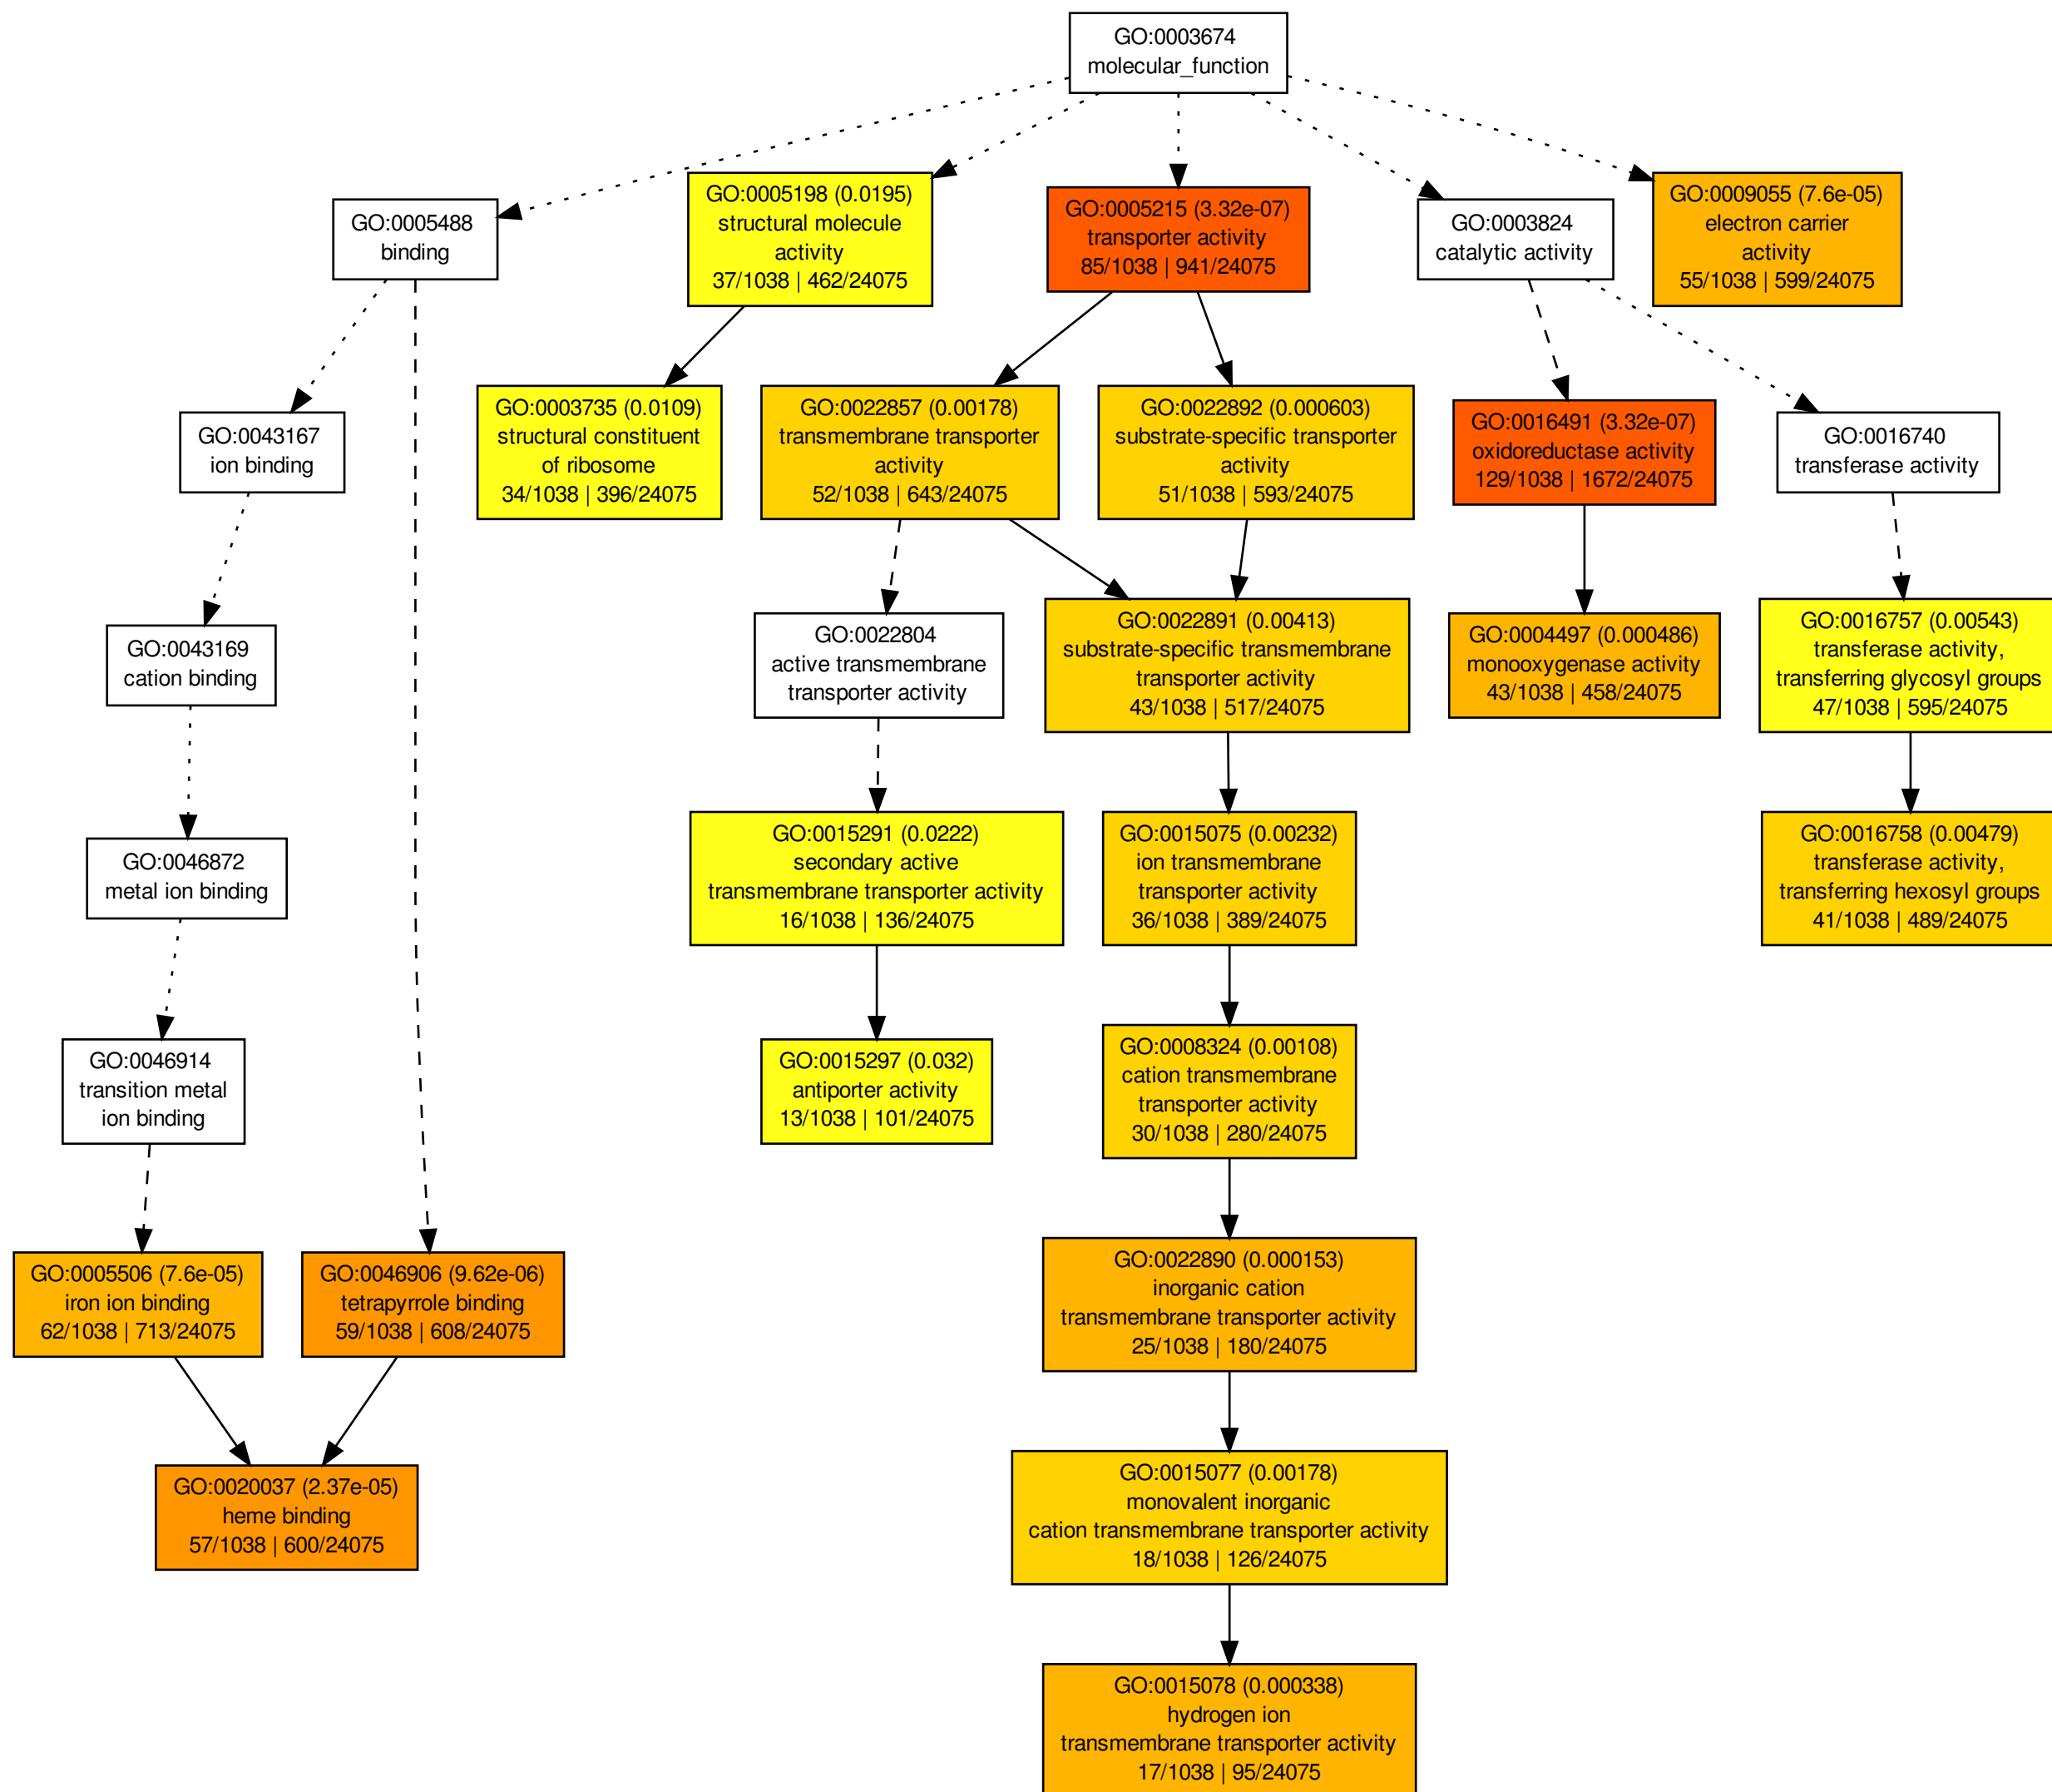 GO:0003674
molecular_function
GO:0005488
binding
GO:0005198 (0.0195)
structural molecule
activity
37/1038 | 462/24075
GO:0005215 (3.32e-07)
transporter activity
85/1038 | 941/24075
GO:0003824
catalytic activity
GO:0009055 (7.6e-05)
electron carrier
activity
55/1038 | 599/24075
GO:0043167
ion binding
GO:0003735 (0.0109)
structural constituent
of ribosome
34/1038 | 396/24075
GO:0022857 (0.00178)
transmembrane transporter
activity
52/1038 | 643/24075
GO:0022892 (0.000603)
substrate-specific transporter
activity
51/1038 | 593/24075
GO:0016491 (3.32e-07)
oxidoreductase activity
129/1038 | 1672/24075
GO:0016740
transferase activity
GO:0043169
cation binding
GO:0022804
active transmembrane
transporter activity
GO:0022891 (0.00413)
substrate-specific transmembrane
transporter activity
43/1038 | 517/24075
GO:0004497 (0.000486)
monooxygenase activity
43/1038 | 458/24075
GO:0016757 (0.00543)
transferase activity,
transferring glycosyl groups
47/1038 | 595/24075
GO:0046872
metal ion binding
GO:0015291 (0.0222)
secondary active
transmembrane transporter activity
16/1038 | 136/24075
GO:0015075 (0.00232)
ion transmembrane
transporter activity
36/1038 | 389/24075
GO:0016758 (0.00479)
transferase activity,
transferring hexosyl groups
41/1038 | 489/24075
GO:0046914
transition metal
ion binding
GO:0015297 (0.032)
antiporter activity
13/1038 | 101/24075
GO:0008324 (0.00108)
cation transmembrane
transporter activity
30/1038 | 280/24075
GO:0005506 (7.6e-05)
iron ion binding
62/1038 | 713/24075
GO:0046906 (9.62e-06)
tetrapyrrole binding
59/1038 | 608/24075
GO:0022890 (0.000153)
inorganic cation
transmembrane transporter activity
25/1038 | 180/24075
GO:0020037 (2.37e-05)
heme binding
57/1038 | 600/24075
GO:0015077 (0.00178)
monovalent inorganic
cation transmembrane transporter activity
18/1038 | 126/24075
GO:0015078 (0.000338)
hydrogen ion
transmembrane transporter activity
17/1038 | 95/24075